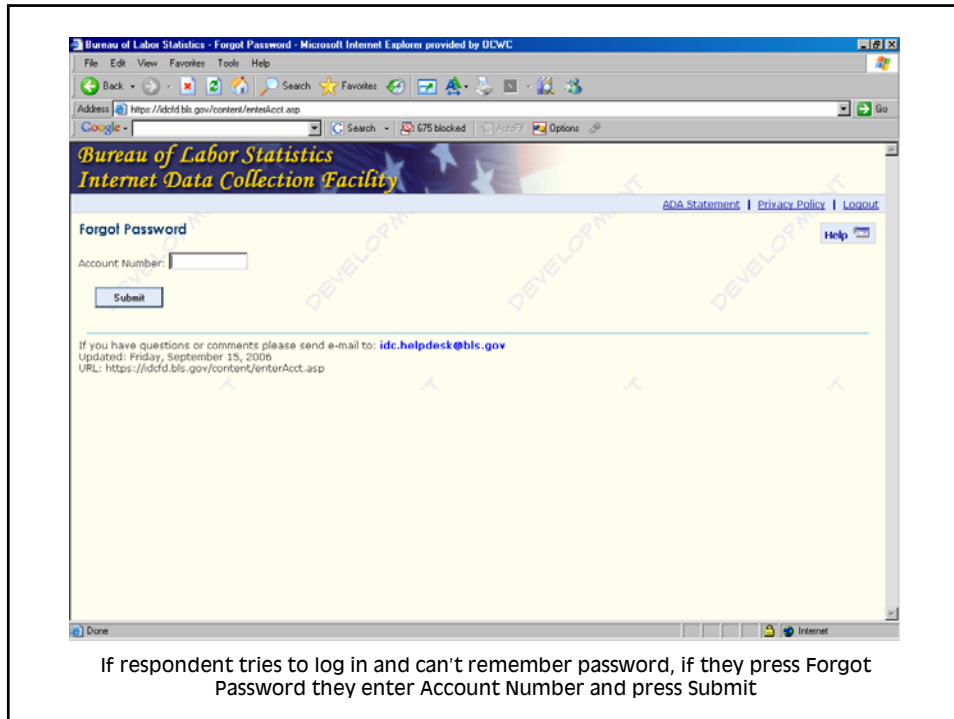 Bureau of Labor Statistics - Forgot Password - Microsoft Internet Explorer provided by OCWC
File Edit View Favorites Tools Help
Back Search Favorites
Address https://idcfd.bls.gov/content/enterAcct.asp Go
Google - Search 675 blocked AutoFill Options
Bureau of Labor Statistics
Internet Data Collection Facility
ADA Statement | Privacy Policy | Logout
Forgot Password
Help
Account Number:
Submit
DEVELOPMENT
DEVELOPMENT
DEVELOPMENT
If you have questions or comments please send e-mail to: idc.helpdesk@bls.gov
Updated: Friday, September 15, 2006
URL: https://idcfd.bls.gov/content/enterAcct.asp
Done Internet
If respondent tries to log in and can't remember password, if they press Forgot
Password they enter Account Number and press Submit